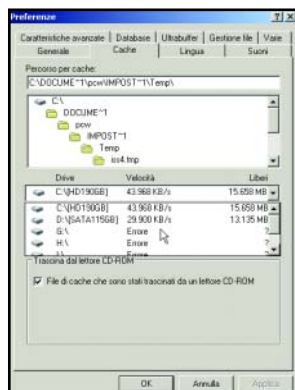 Preferenze
Caratteristiche avanzate Database Ultrabuffer Gestione file Varie
Generale Cache Lingua Suoni
Percorso per cache:
C:\DOCUME~1\pcw\IMPOST~1\Temp\
C:\
DOCUME~1
pcw
IMPOST~1
Temp
is4.tmp
Drive Velocità Liberi
C:\[HD190GB] 43.968 KB/s 15.658 MB
C:\[HD190GB] 43.968 KB/s 15.658 MB
D:\[SATA115GB] 29.900 KB/s 13.135 MB
G:\ Errore ?
H:\ Errore ?
Trascina dal lettore CD-ROM
File di cache che sono stati trascinati da un lettore CD-ROM
OK Annulla Applica